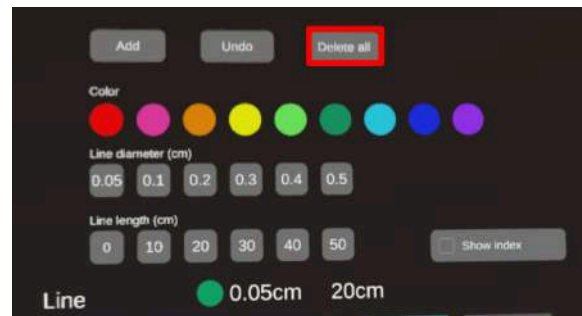 Add Undo Delete all
Color
Line diameter (cm)
0.05 0.1 0.2 0.3 0.4 0.5
Line length (cm)
0 10 20 30 40 50 Show index
Line 0.05cm 20cm